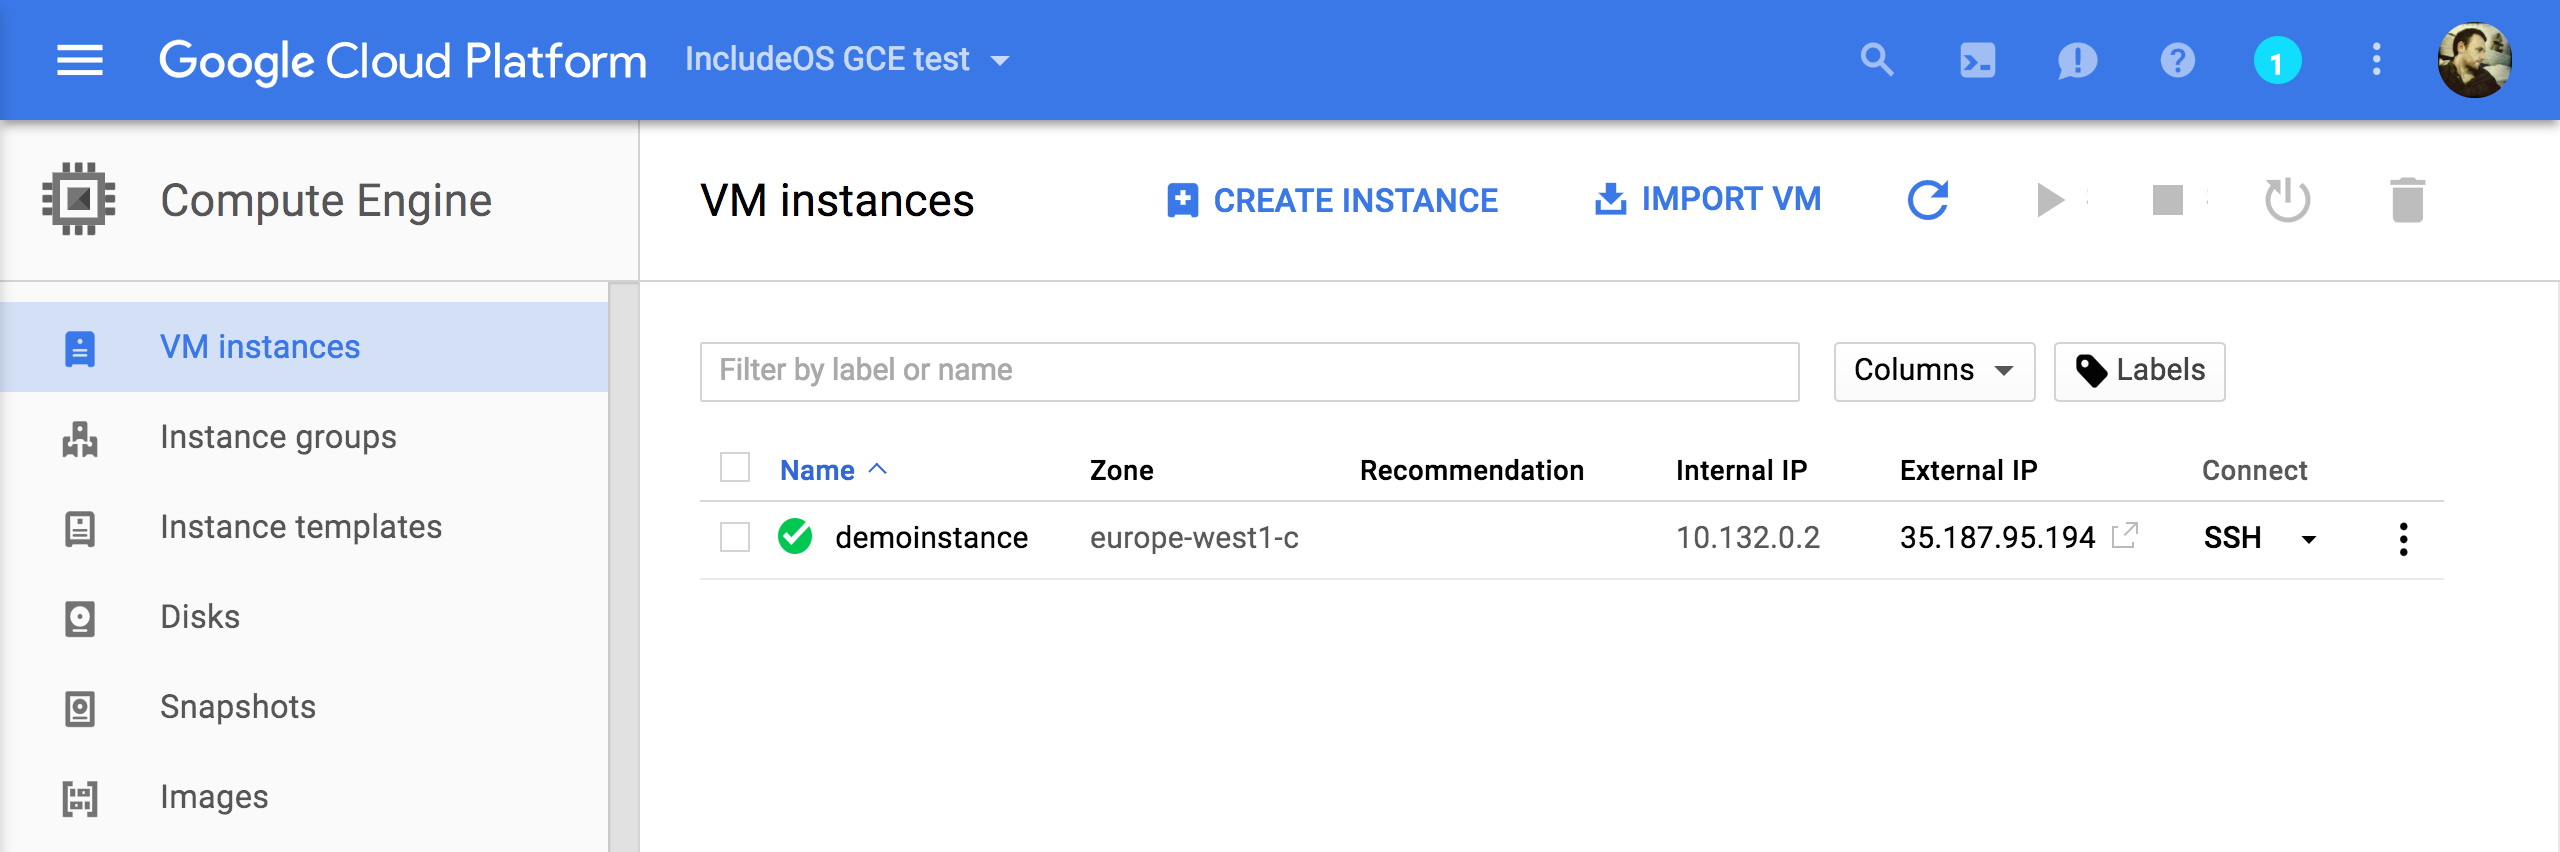 Google Cloud Platform IncludeOS GCE test 1
Compute Engine
VM instances CREATE INSTANCE IMPORT VM
VM instances
Instance groups
Instance templates
Disks
Snapshots
Images
Filter by label or name Columns Labels
Name Zone Recommendation Internal IP External IP Connect
demoinstance europe-west1-c 10.132.0.2 35.187.95.194 SSH